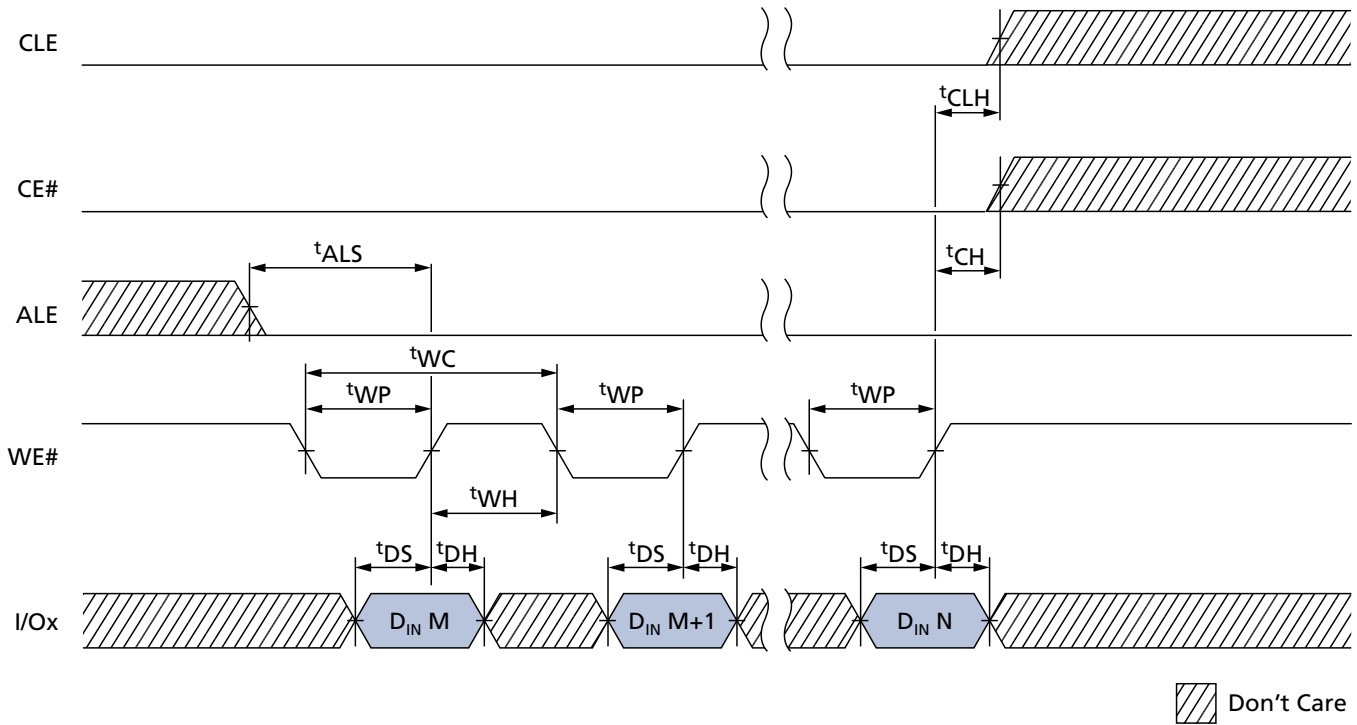 CLE
tCLH
CE#
tCH
tALS
ALE
tWC
tWP
tWP
tWP
WE#
tWH
tDS
tDH
tDS
tDH
tDS
tDH
I/Ox
DIN M
DIN M+1
DIN N
Don't Care